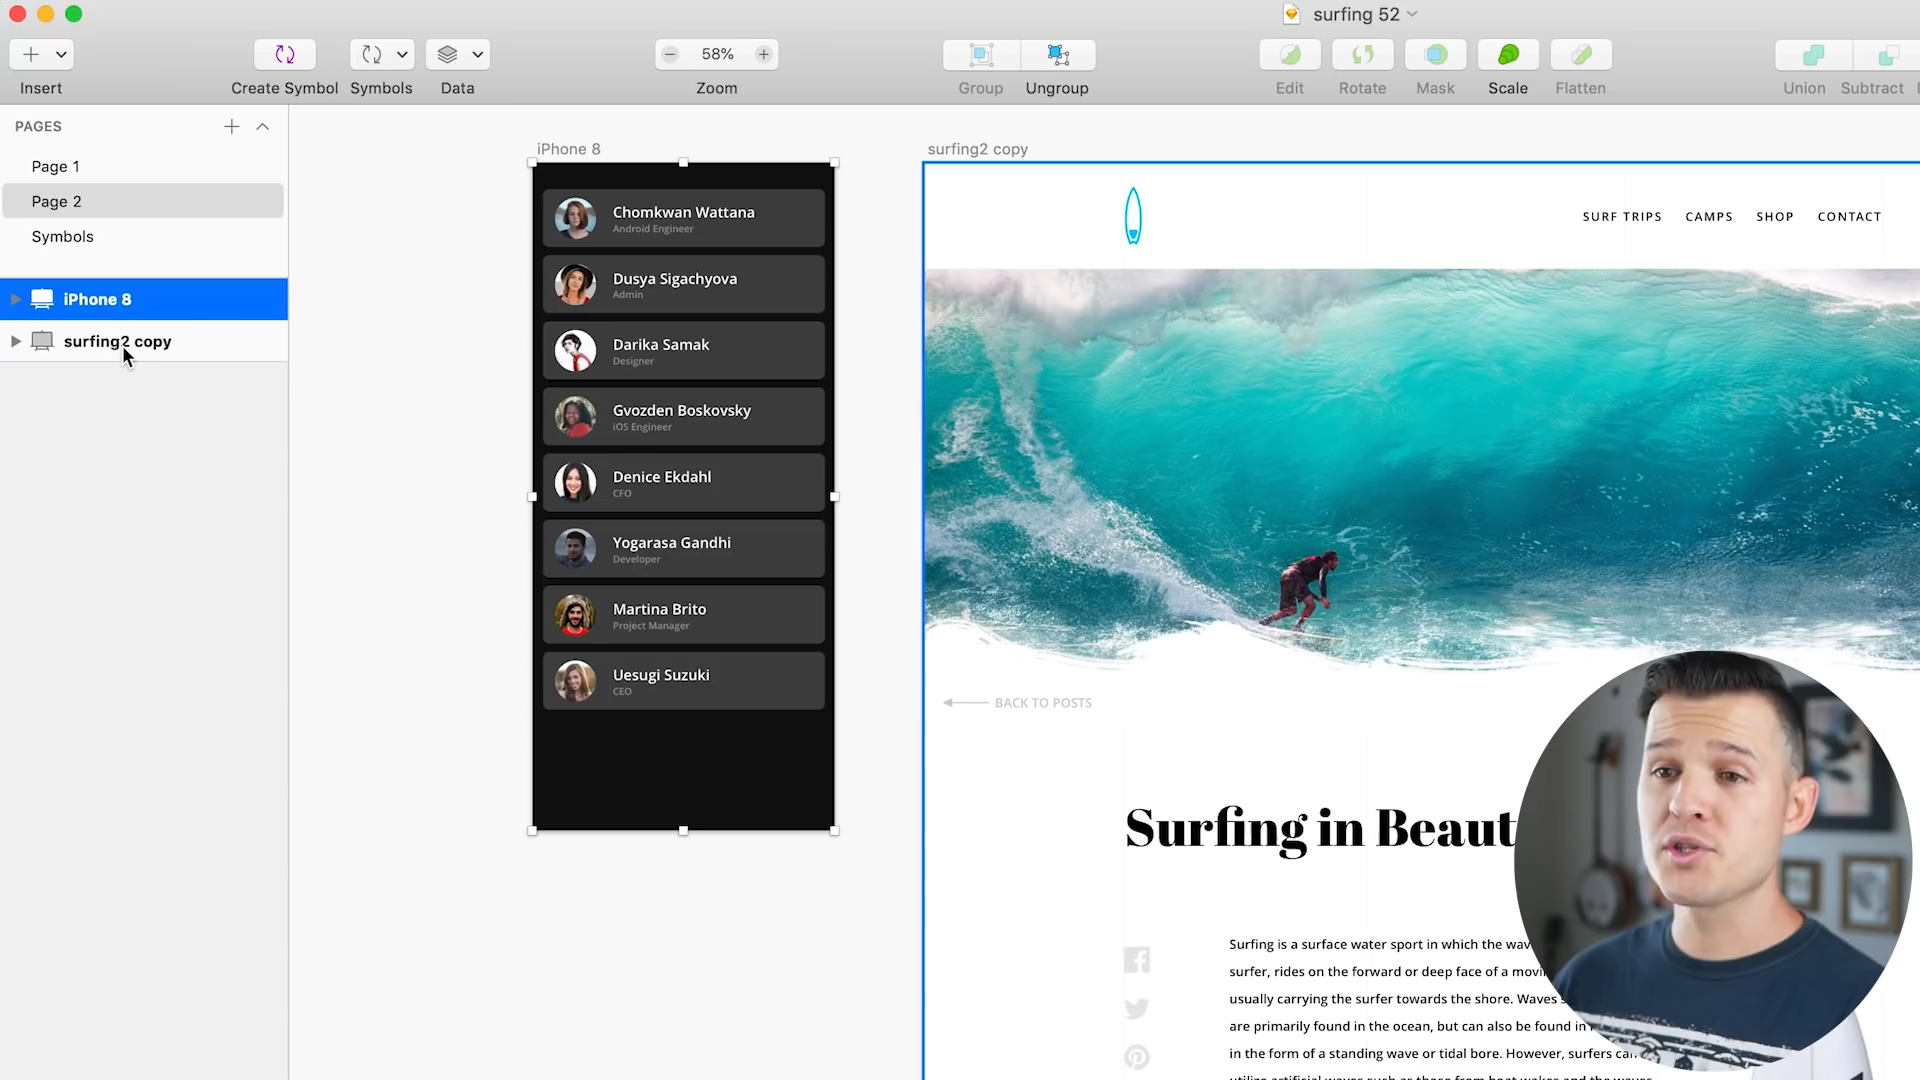 surfing 52
Insert
Create Symbol
Symbols
Data
58%
Zoom
Group
Ungroup
Edit
Rotate
Mask
Scale
Flatten
Union
Subtract
PAGES
Page 1
Page 2
Symbols
iPhone 8
surfing2 copy
iPhone 8
Chomkwan Wattana
Android Engineer
Dusya Sigachyova
Admin
Darika Samak
Designer
Gvozden Boskovsky
iOS Engineer
Denice Ekdahl
CFO
Yogarasa Gandhi
Developer
Martina Brito
Project Manager
Uesugi Suzuki
CEO
surfing2 copy
SURF TRIPS
CAMPS
SHOP
CONTACT
BACK TO POSTS
Surfing in Beaut
Surfing is a surface water sport in which the wav
surfer, rides on the forward or deep face of a movi
usually carrying the surfer towards the shore. Waves
are primarily found in the ocean, but can also be found in
in the form of a standing wave or tidal bore. However, surfers can